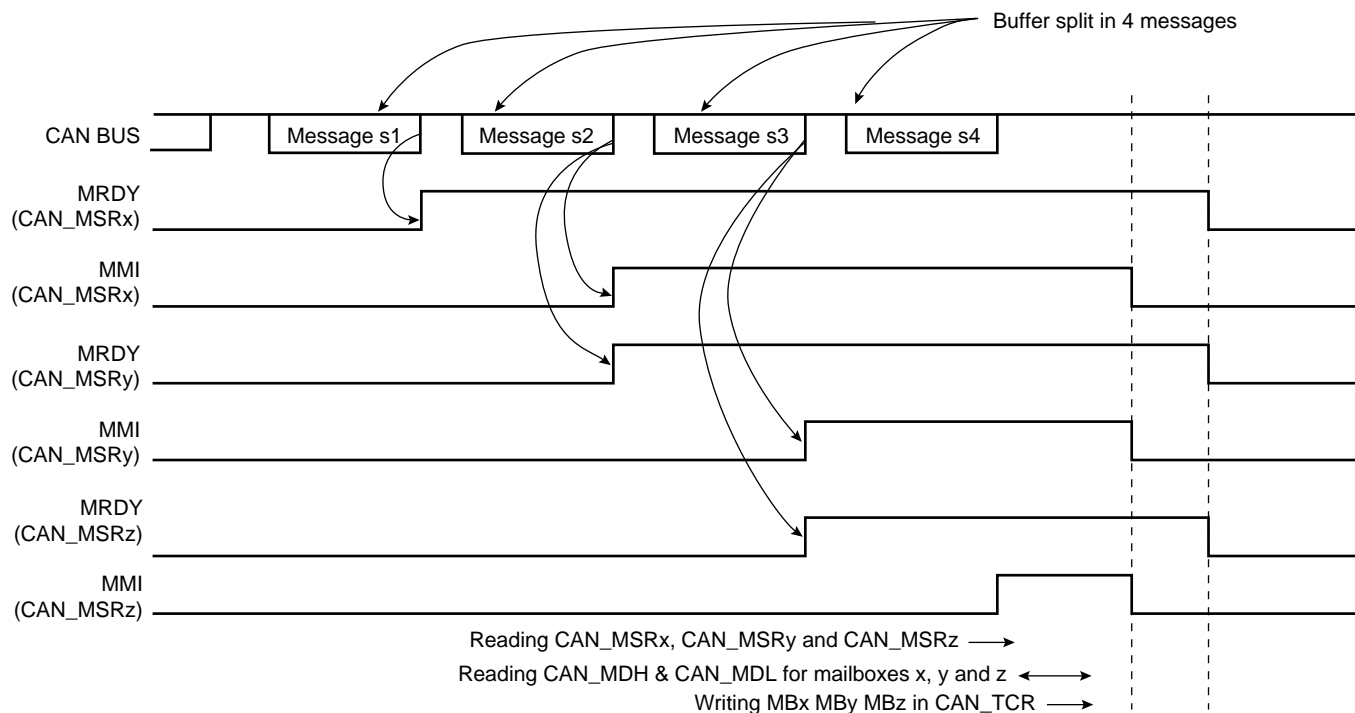 Buffer split in 4 messages
CAN BUS
Message s1
Message s2
Message s3
Message s4
MRDY
(CAN_MSRx)
MMI
(CAN_MSRx)
MRDY
(CAN_MSRy)
MMI
(CAN_MSRy)
MRDY
(CAN_MSRz)
MMI
(CAN_MSRz)
Reading CAN_MSRx, CAN_MSRy and CAN_MSRz
Reading CAN_MDH & CAN_MDL for mailboxes x, y and z
Writing MBx MBy MBz in CAN_TCR